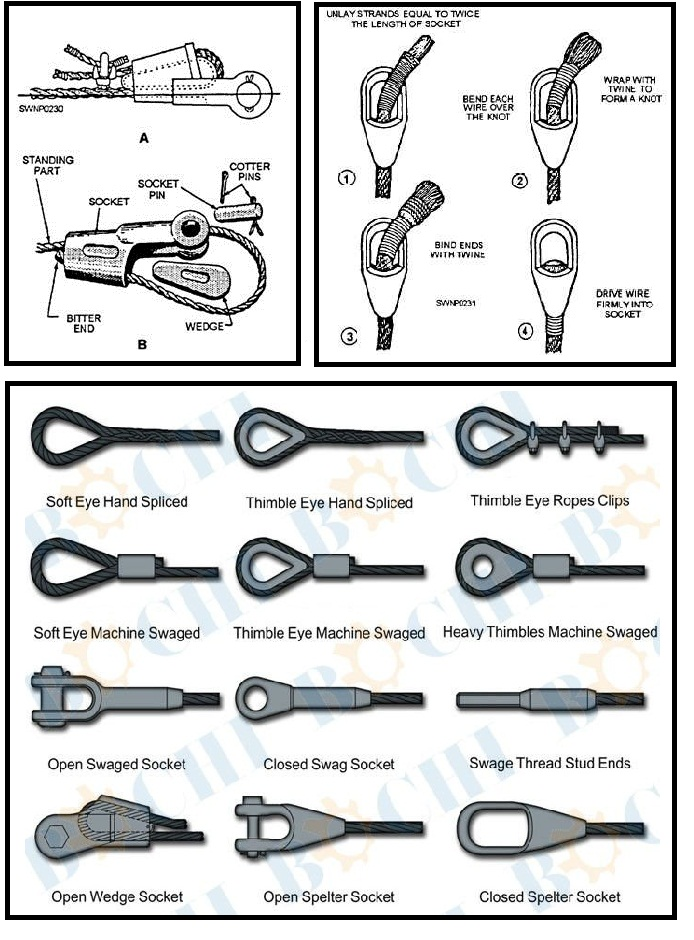 SWNP0230
A
STANDING
PART
SOCKET
SOCKET
PIN
COTTER
PINS
BITTER
END
WEDGE
B
UNLAY STRANDS EQUAL TO TWICE
THE LENGTH OF SOCKET
BEND EACH
WIRE OVER
THE KNOT
WRAP WITH
TWINE TO
FORM A KNOT
1
2
BIND ENDS
WITH TWINE
SWNP0231
DRIVE WIRE
FIRMLY INTO
SOCKET
3
4
Soft Eye Hand Spliced
Thimble Eye Hand Spliced
Thimble Eye Ropes Clips
Soft Eye Machine Swaged
Thimble Eye Machine Swaged
Heavy Thimbles Machine Swaged
Open Swaged Socket
Closed Swag Socket
Swage Thread Stud Ends
Open Wedge Socket
Open Spelter Socket
Closed Spelter Socket
BOCHI
BOCHI
BOCHI